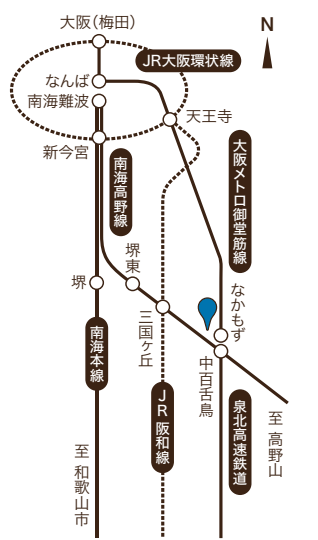 大阪（梅田）
N
JR大阪環状線
なんば
南海難波
天王寺
新今宮
大阪メトロ御堂筋線
南海高野線
堺東
堺
なかもず
三国ヶ丘
南海本線
中百舌鳥
JR阪和線
泉北高速鉄道
至 高野山
至 和歌山市